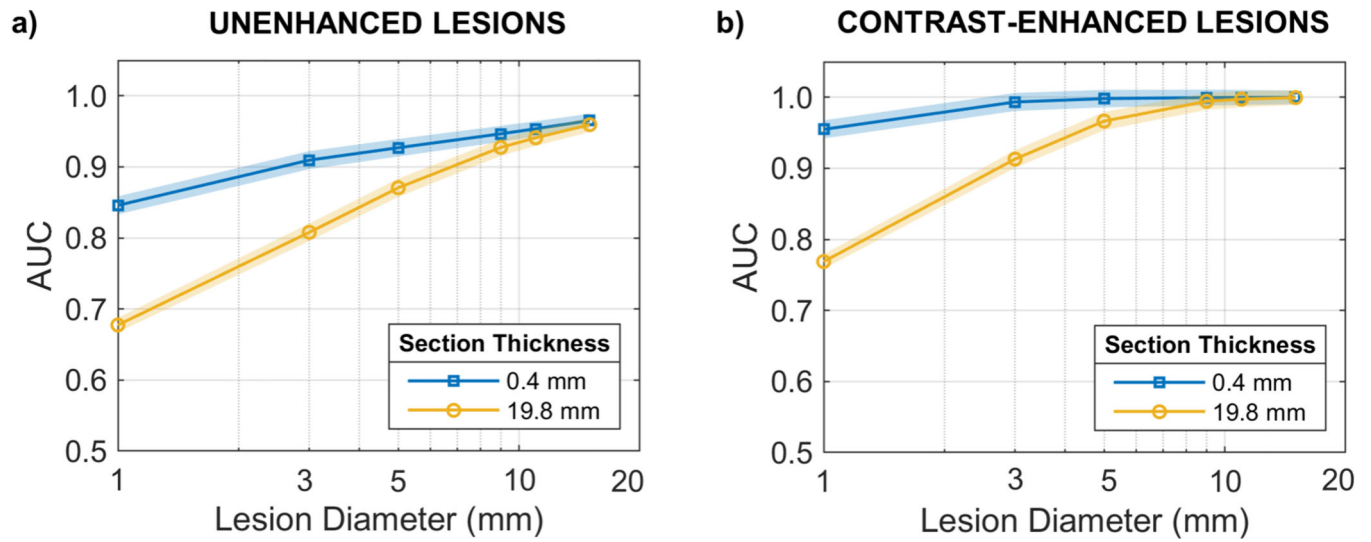 a) UNENHANCED LESIONS
AUC
1.0
0.9
0.8
0.7
0.6
0.5
Section Thickness
0.4 mm
19.8 mm
1 3 5 10 20
Lesion Diameter (mm)
b) CONTRAST-ENHANCED LESIONS
AUC
1.0
0.9
0.8
0.7
0.6
0.5
Section Thickness
0.4 mm
19.8 mm
1 3 5 10 20
Lesion Diameter (mm)